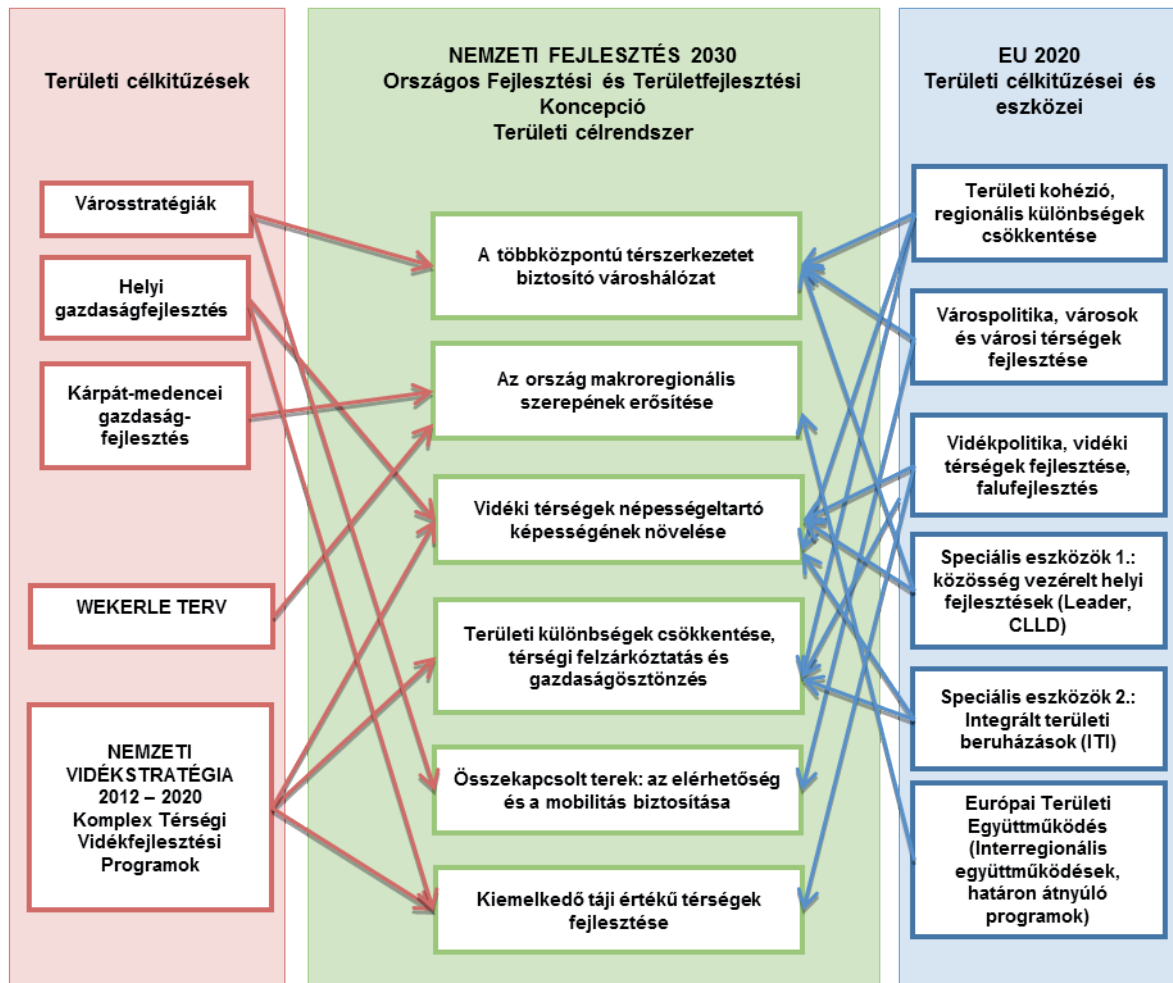 Területi célkitűzések
Városstratégiák
Helyi
gazdaságfejlesztés
Kárpát-medencei
gazdaság-
fejlesztés
WEKERLE TERV
NEMZETI
VIDÉKSTRATÉGIA
2012 – 2020
Komplex Térségi
Vidékfejlesztési
Programok
NEMZETI FEJLESZTÉS 2030
Országos Fejlesztési és Területfejlesztési
Koncepció
Területi célrendszer
A többközpontú térszerkezetet
biztosító városhálózat
Az ország makroregionális
szerepének erősítése
Vidéki térségek népességeltartó
képességének növelése
Területi különbségek csökkentése,
térségi felzárkóztatás és
gazdaságösztönzés
Összekapcsolt terek: az elérhetőség
és a mobilitás biztosítása
Kiemelkedő táji értékű térségek
fejlesztése
EU 2020
Területi célkitűzései és
eszközei
Területi kohézió,
regionális különbségek
csökkentése
Várospolitika, városok
és városi térségek
fejlesztése
Vidékpolitika, vidéki
térségek fejlesztése,
falufejlesztés
Speciális eszközök 1.:
közösség vezérelt helyi
fejlesztések (Leader,
CLLD)
Speciális eszközök 2.:
Integrált területi
beruházások (ITI)
Európai Területi
Együttműködés
(Interregionális
együttműködések,
határon átnyúló
programok)